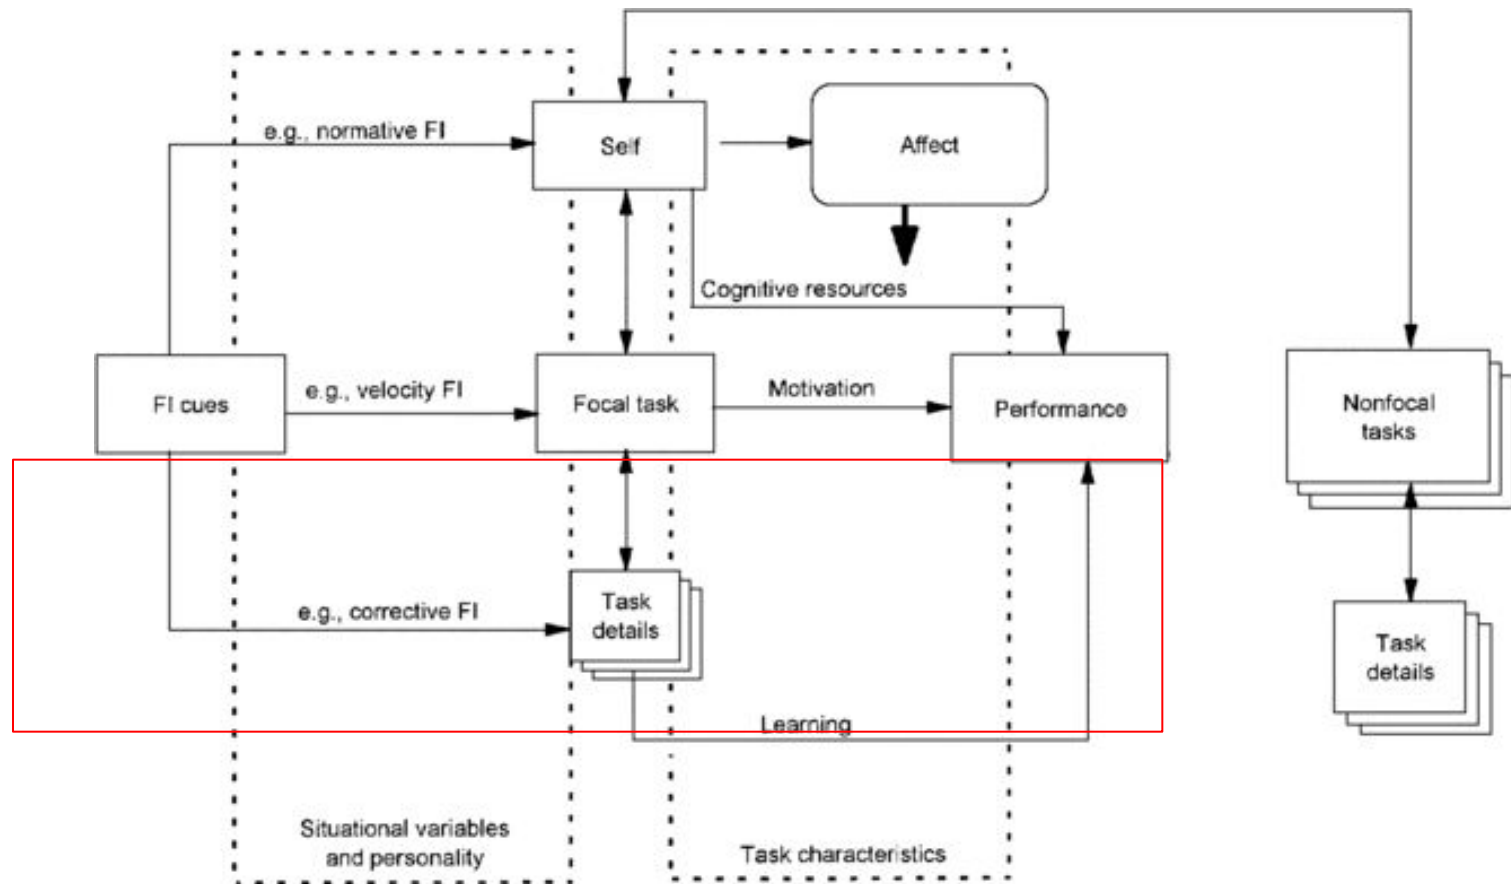 e.g., normative FI
Self
Affect
Cognitive resources
FI cues
e.g., velocity FI
Focal task
Motivation
Performance
Nonfocal
tasks
e.g., corrective FI
Task
details
Task
details
Learning
Situational variables
and personality
Task characteristics